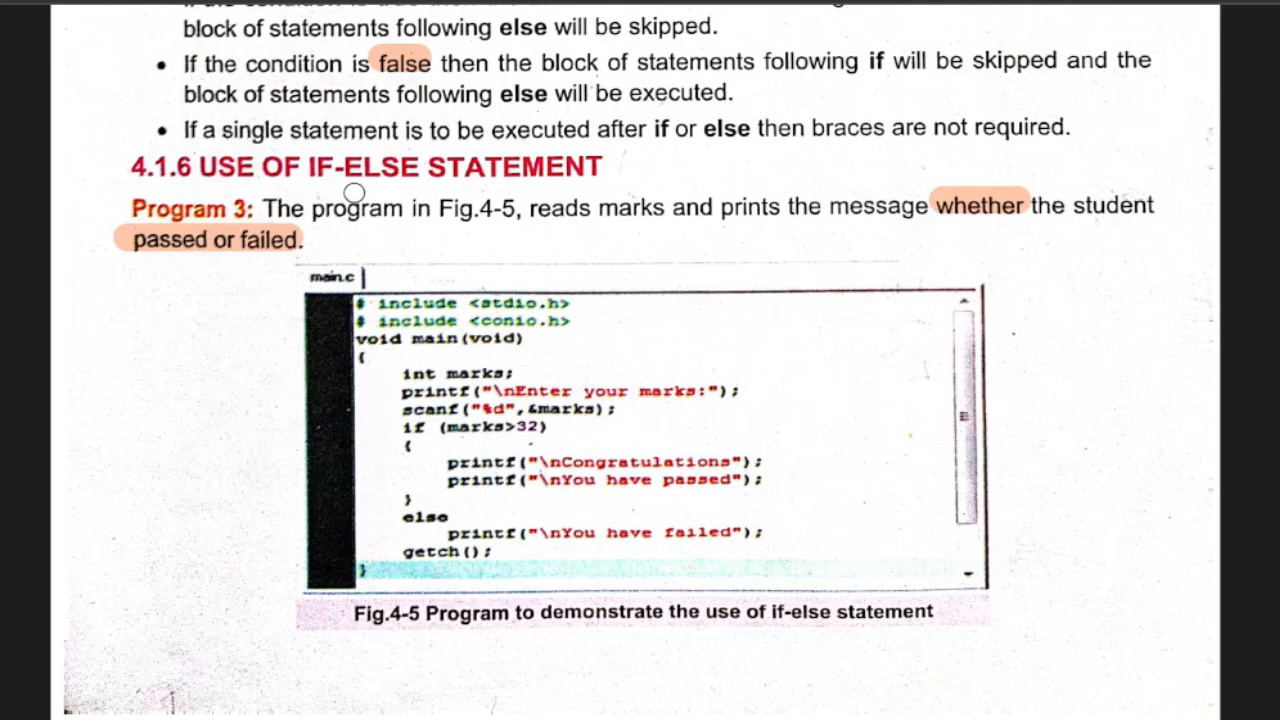 block of statements following else will be skipped.
• If the condition is false then the block of statements following if will be skipped and the
block of statements following else will be executed.
• If a single statement is to be executed after if or else then braces are not required.
4.1.6 USE OF IF-ELSE STATEMENT
Program 3: The program in Fig.4-5, reads marks and prints the message whether the student
passed or failed.
main.c
# include <stdio.h>
# include <conio.h>
void main(void)
{
int marks;
printf("\nEnter your marks:");
scanf("%d",&marks);
if (marks>32)
{
printf("\nCongratulations");
printf("\nYou have passed");
}
else
printf("\nYou have failed");
getch();
}
Fig.4-5 Program to demonstrate the use of if-else statement